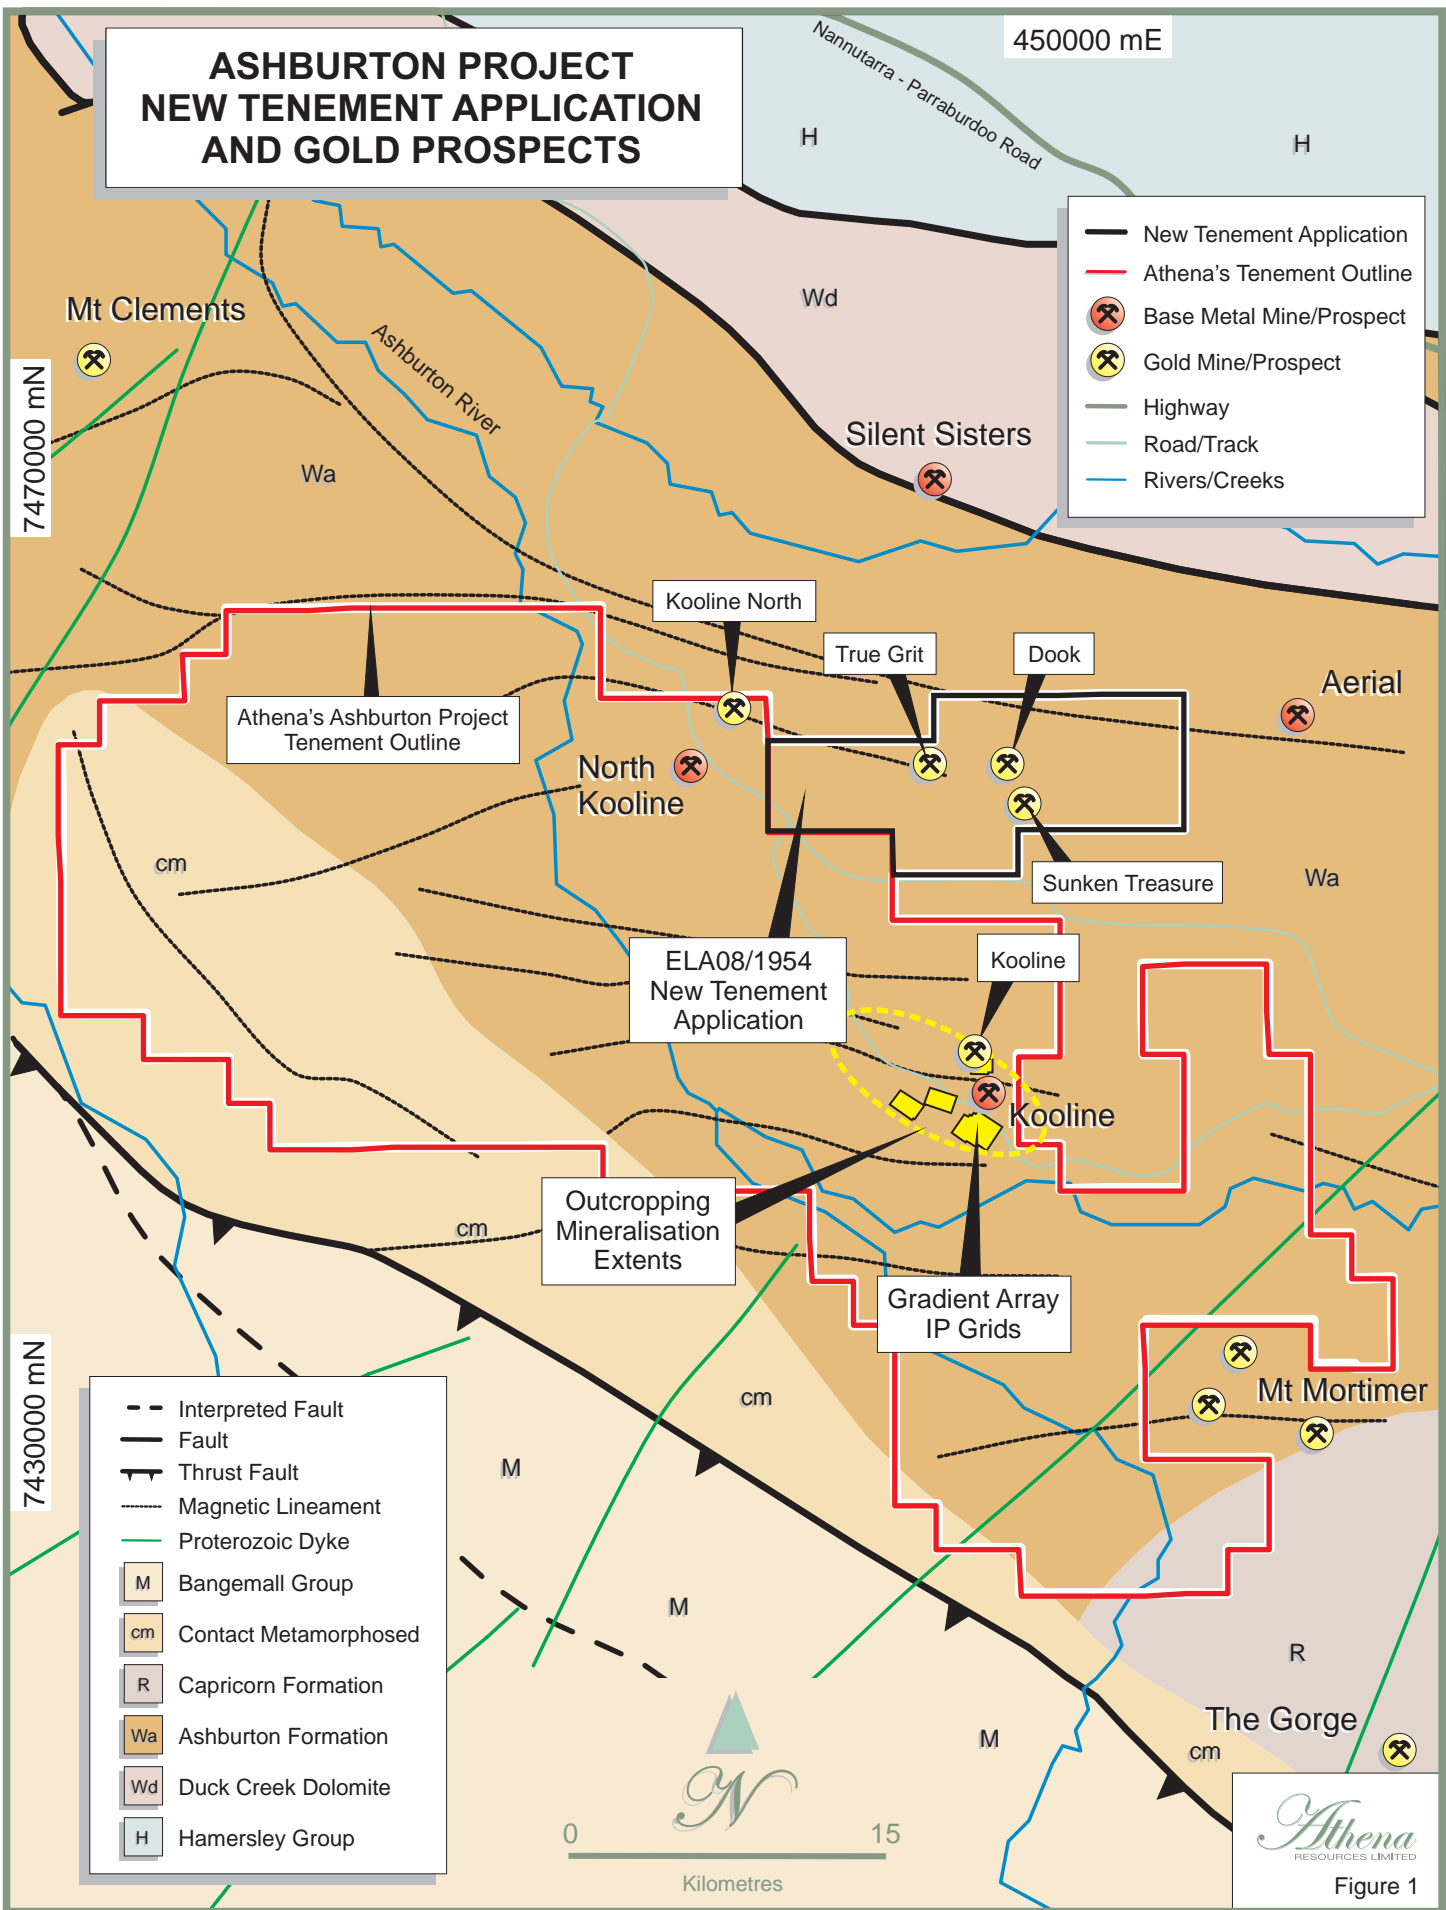 ASHBURTON PROJECT
NEW TENEMENT APPLICATION
AND GOLD PROSPECTS
450000 mE
Nannutarra - Parraburdoo Road
H
H
New Tenement Application
Athena's Tenement Outline
Base Metal Mine/Prospect
Gold Mine/Prospect
Highway
Road/Track
Rivers/Creeks
Wd
Mt Clements
Ashburton River
7470000 mN
Silent Sisters
Wa
Kooline North
True Grit
Dook
Aerial
Athena's Ashburton Project
Tenement Outline
North
Kooline
cm
Sunken Treasure
Wa
ELA08/1954
New Tenement
Application
Kooline
Kooline
Outcropping
Mineralisation
Extents
cm
Gradient Array
IP Grids
7430000 mN
cm
Mt Mortimer
M
Interpreted Fault
Fault
Thrust Fault
Magnetic Lineament
Proterozoic Dyke
M Bangemall Group
cm Contact Metamorphosed
R Capricorn Formation
Wa Ashburton Formation
Wd Duck Creek Dolomite
H Hamersley Group
M
R
The Gorge
M
cm
N
0 15
Kilometres
Athena
RESOURCES LIMITED
Figure 1